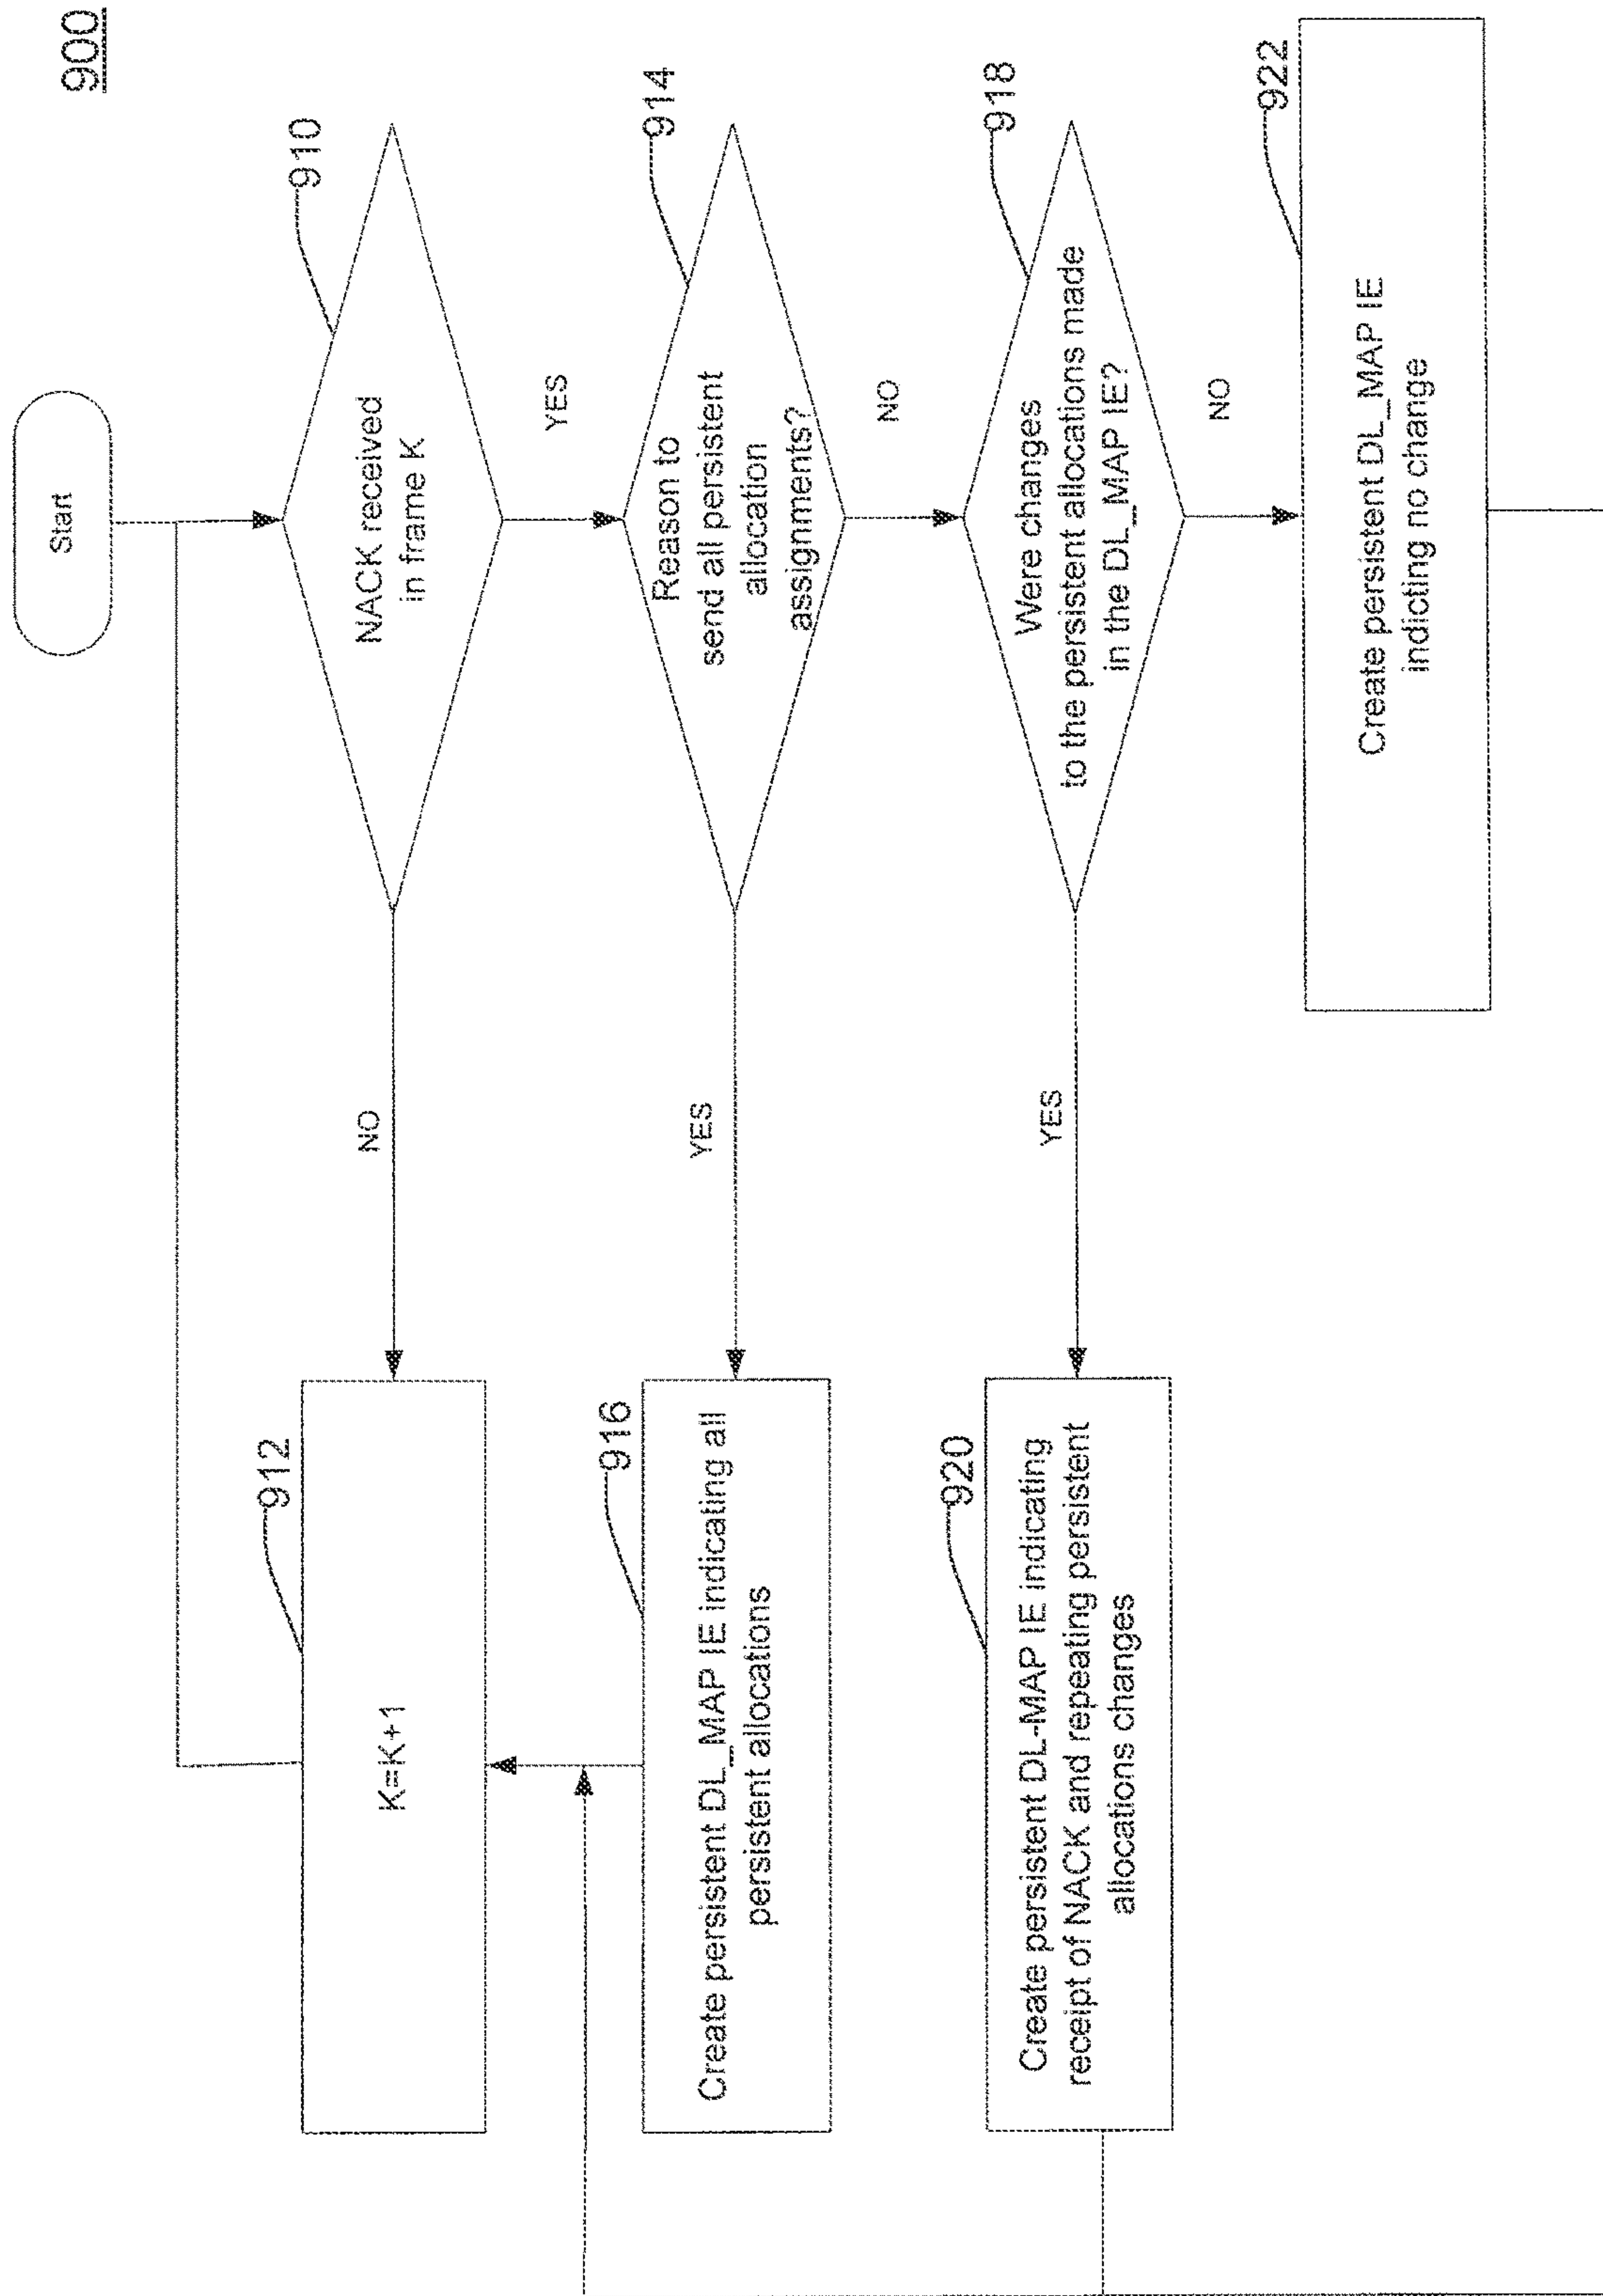 900
Start
910
NACK received
in frame K
NO
YES
912
K=K+1
914
Reason to
send all persistent
allocation
assignments?
YES
NO
916
Create persistent DL_MAP IE indicating all
persistent allocations
918
Were changes
to the persistent allocations made
in the DL_MAP IE?
YES
NO
920
Create persistent DL-MAP IE indicating
receipt of NACK and repeating persistent
allocations changes
922
Create persistent DL_MAP IE
indicting no change